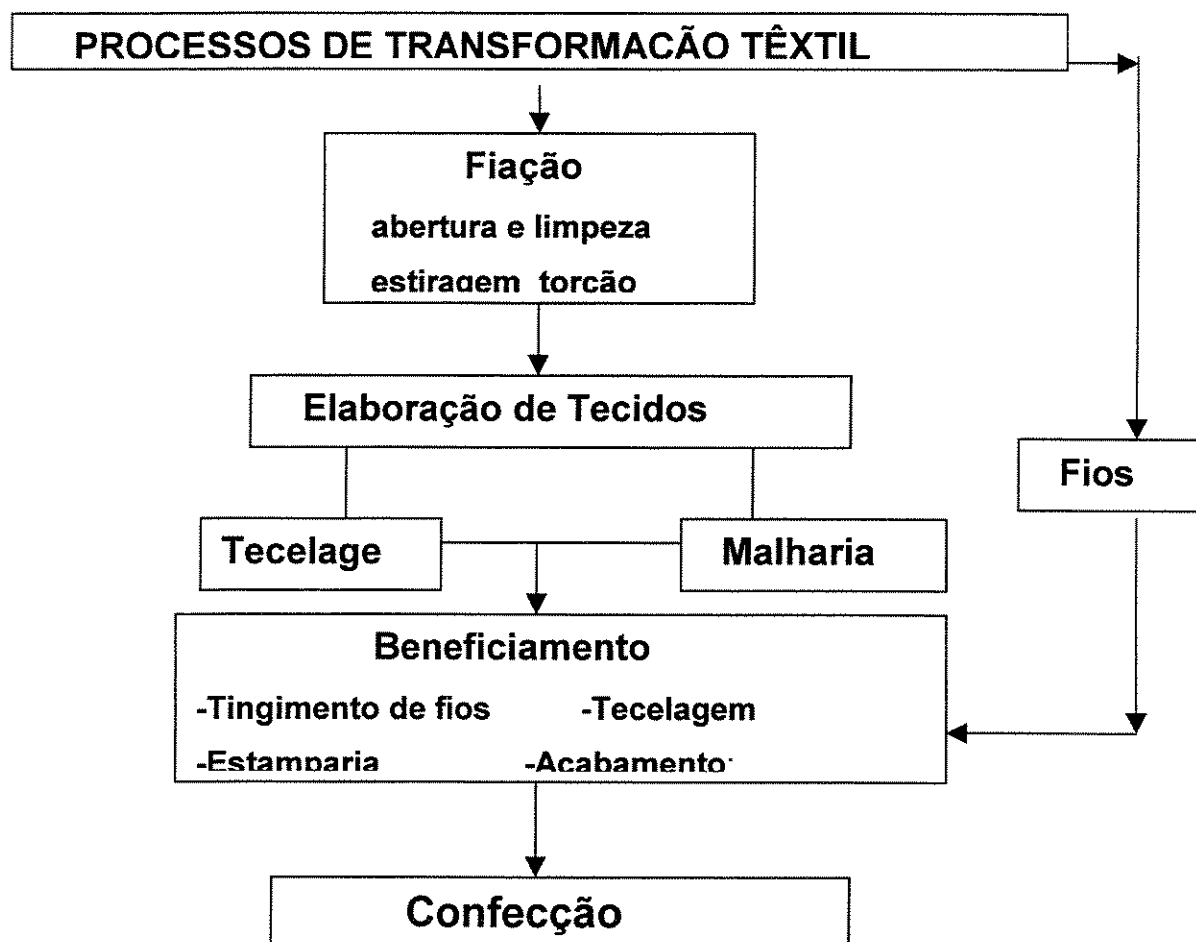 PROCESSOS DE TRANSFORMACÃO TÊXTIL
Fiação
abertura e limpeza
estiragem torção
Elaboração de Tecidos
Fios
Tecelage
Malharia
Beneficiamento
-Tingimento de fios -Tecelagem
-Estamparia -Acabamento
Confecção